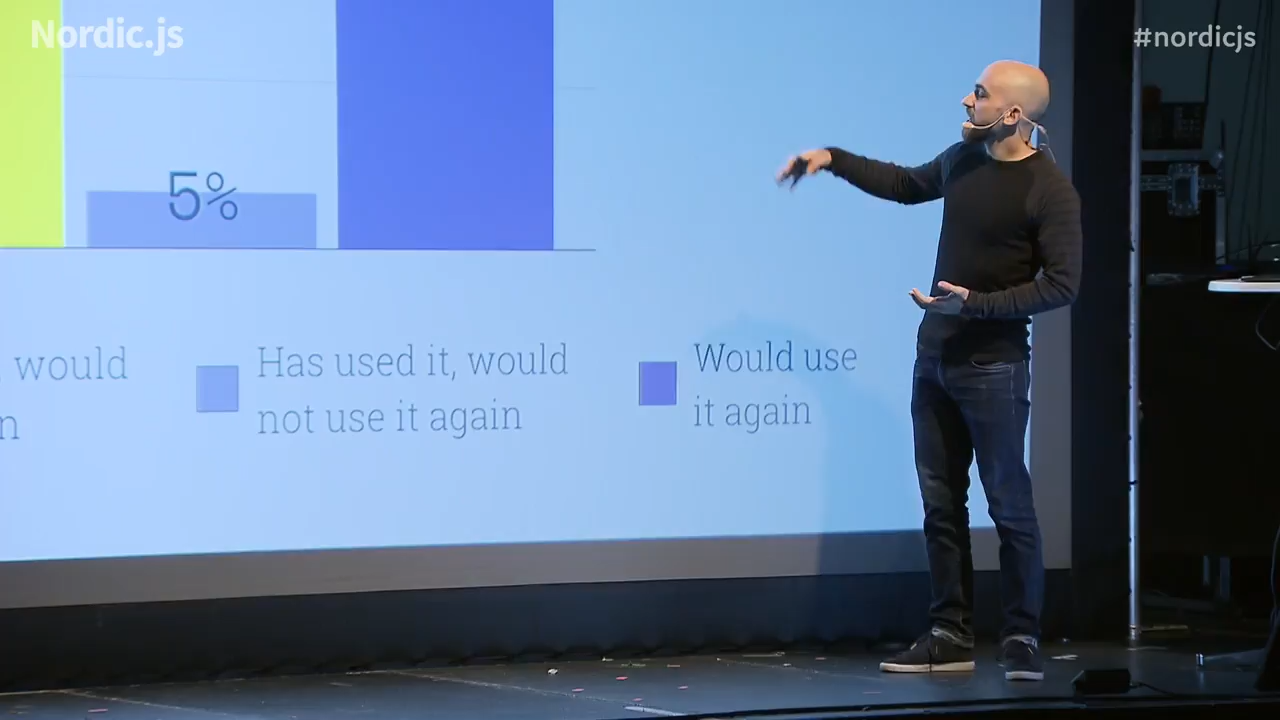 Nordic.js
#nordicjs
5%
, would
n
Has used it, would
not use it again
Would use
it again